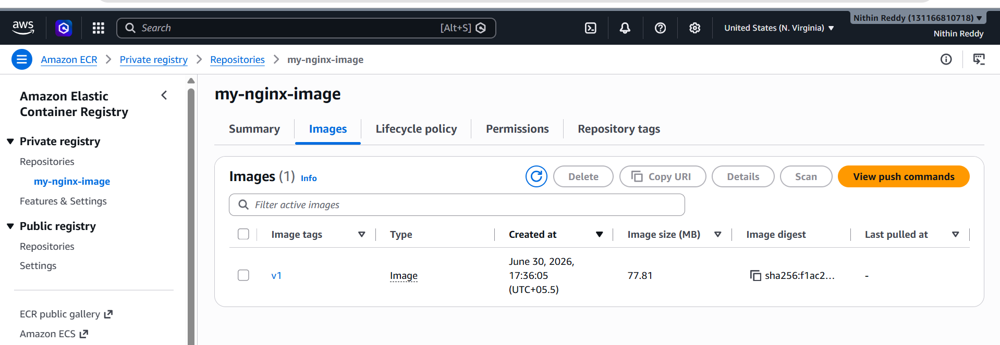 aws
Search
[Alt+S]
United States (N. Virginia)
Nithin Reddy (131166810718)
Nithin Reddy
Amazon ECR
Private registry
Repositories
my-nginx-image
Amazon Elastic
Container Registry
Private registry
Repositories
my-nginx-image
Features & Settings
Public registry
Repositories
Settings
ECR public gallery
Amazon ECS
my-nginx-image
Summary
Images
Lifecycle policy
Permissions
Repository tags
Images (1) Info
Delete
Copy URI
Details
Scan
View push commands
Filter active images
Image tags
Type
Created at
Image size (MB)
Image digest
Last pulled at
v1
Image
June 30, 2026,
17:36:05
(UTC+05.5)
77.81
sha256:f1ac2...
-